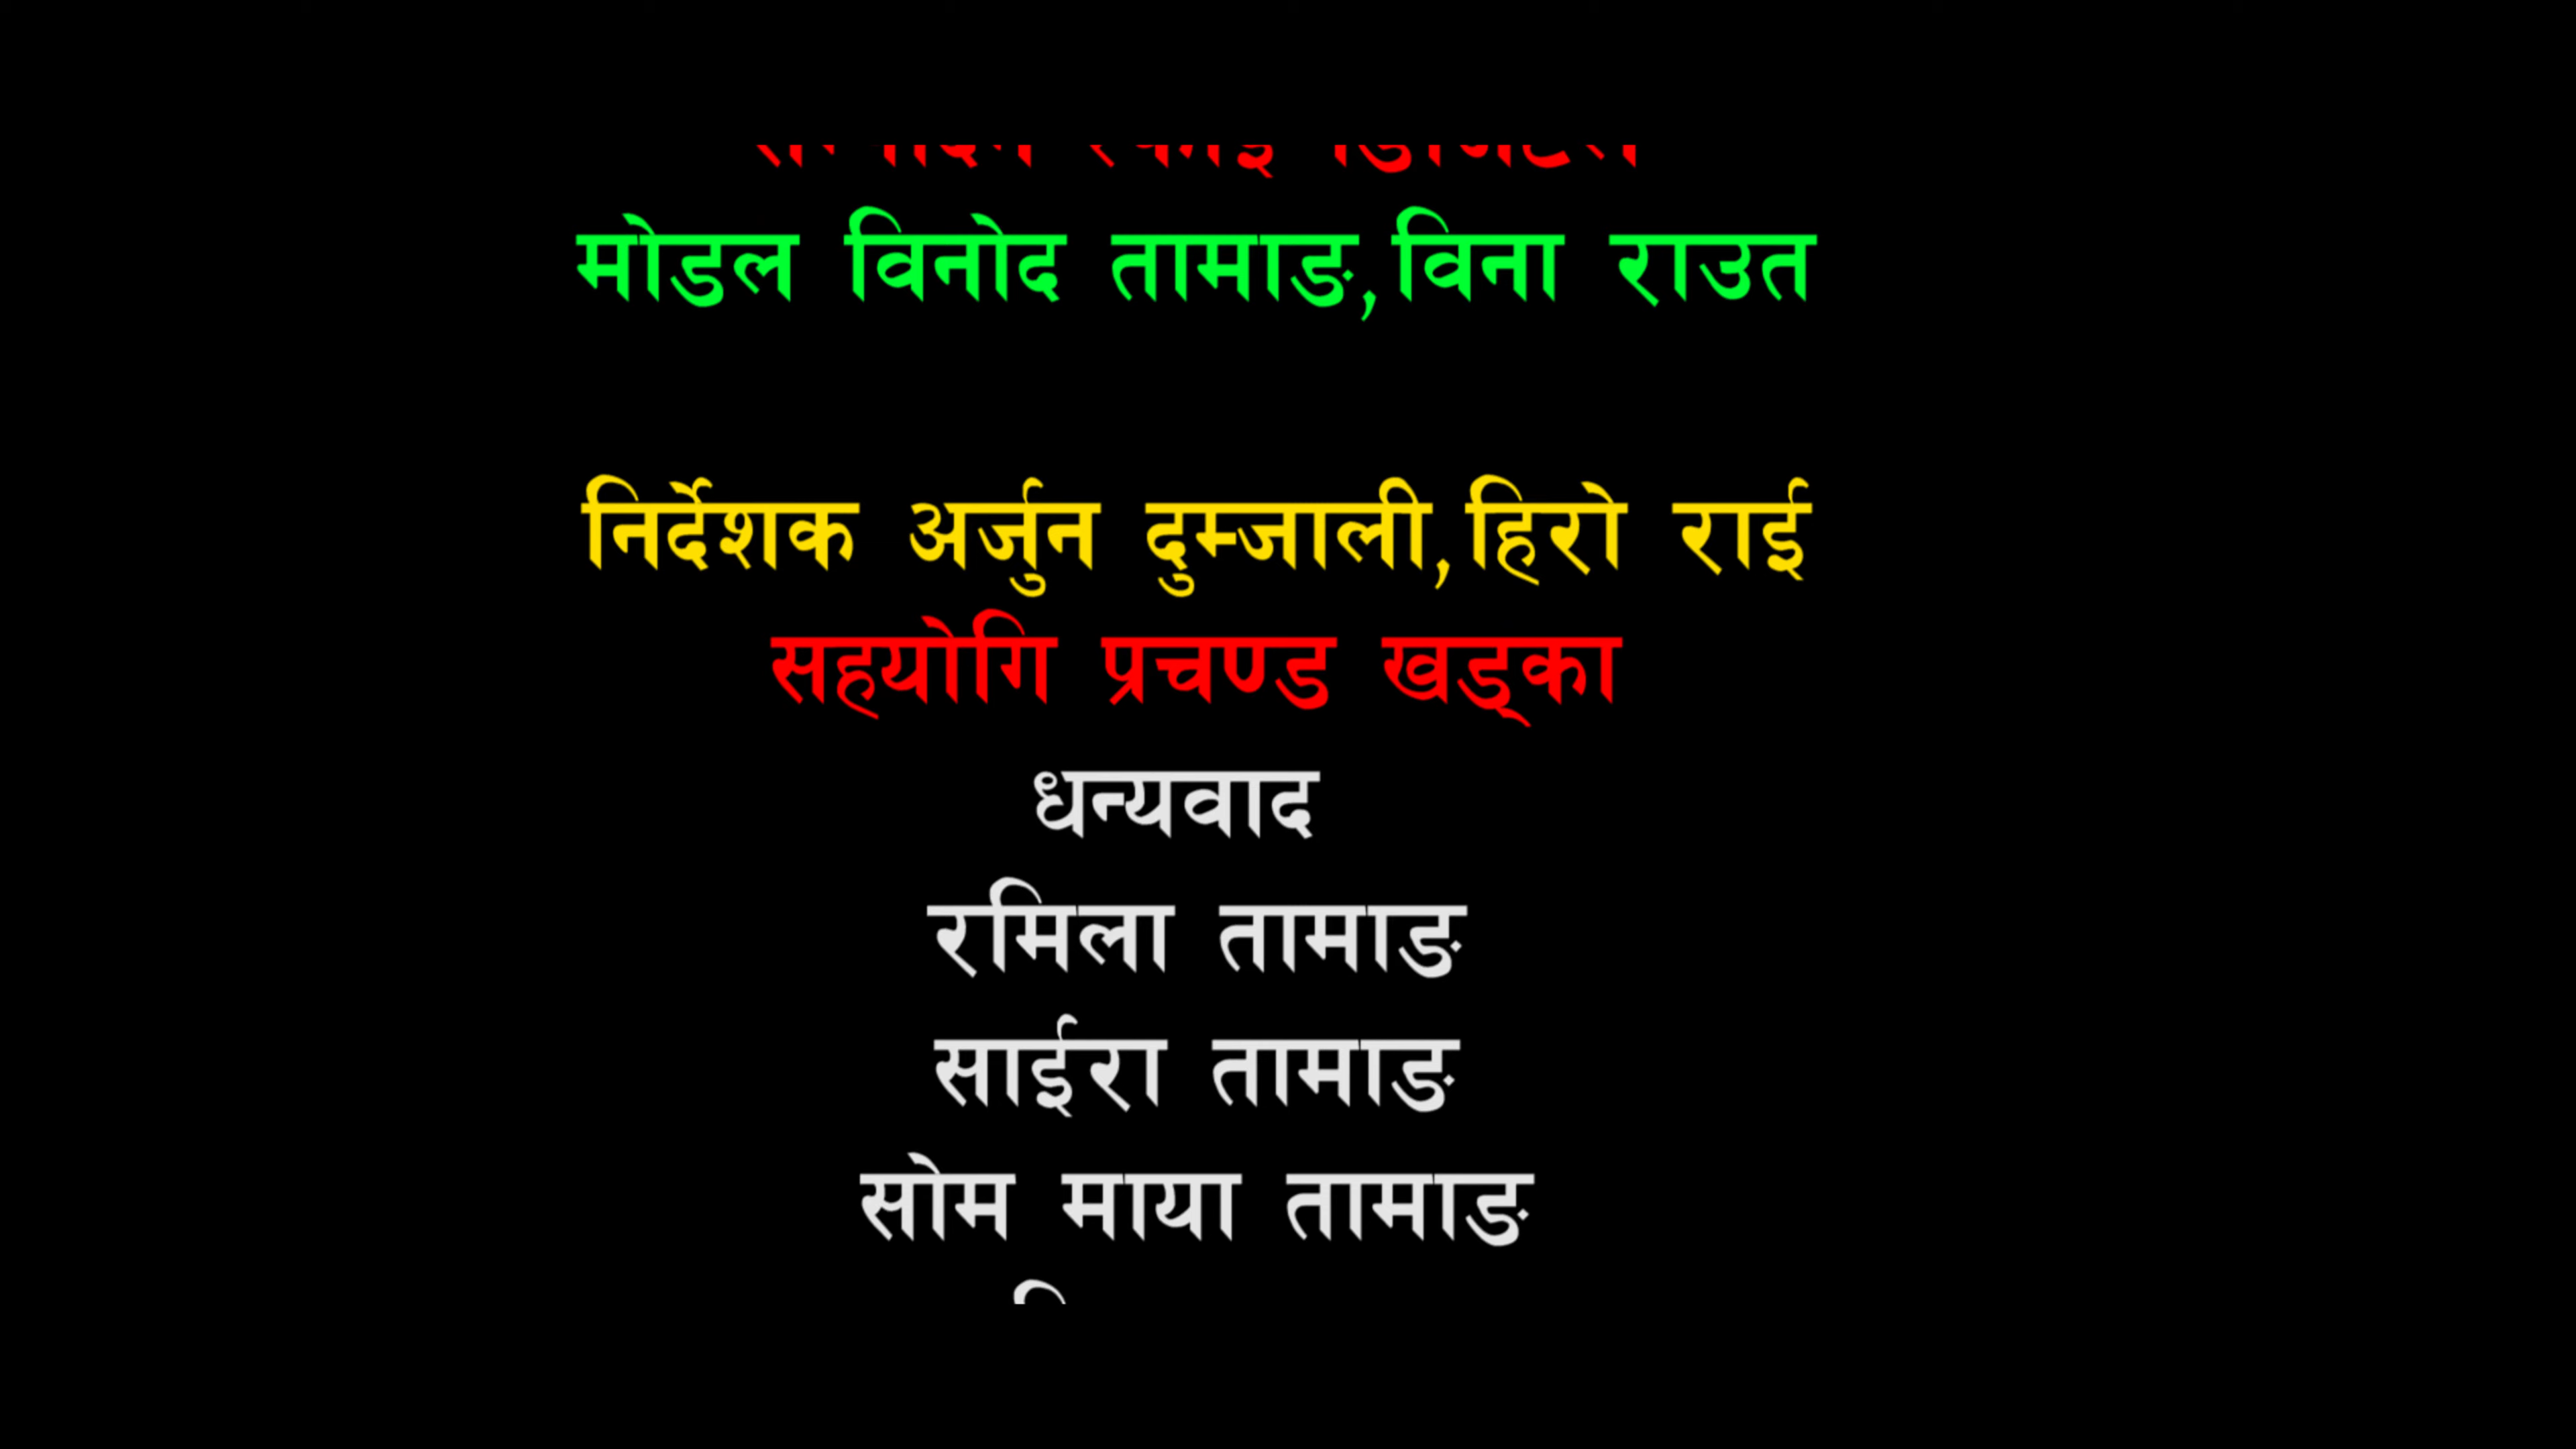 मोडल विनोद तामाङ,विना राउत
निर्देशक अर्जुन दुम्जाली,हिरो राई
सहयोगि प्रचण्ड खड्का
धन्यवाद
रमिला तामाङ
साईरा तामाङ
सोम माया तामाङ